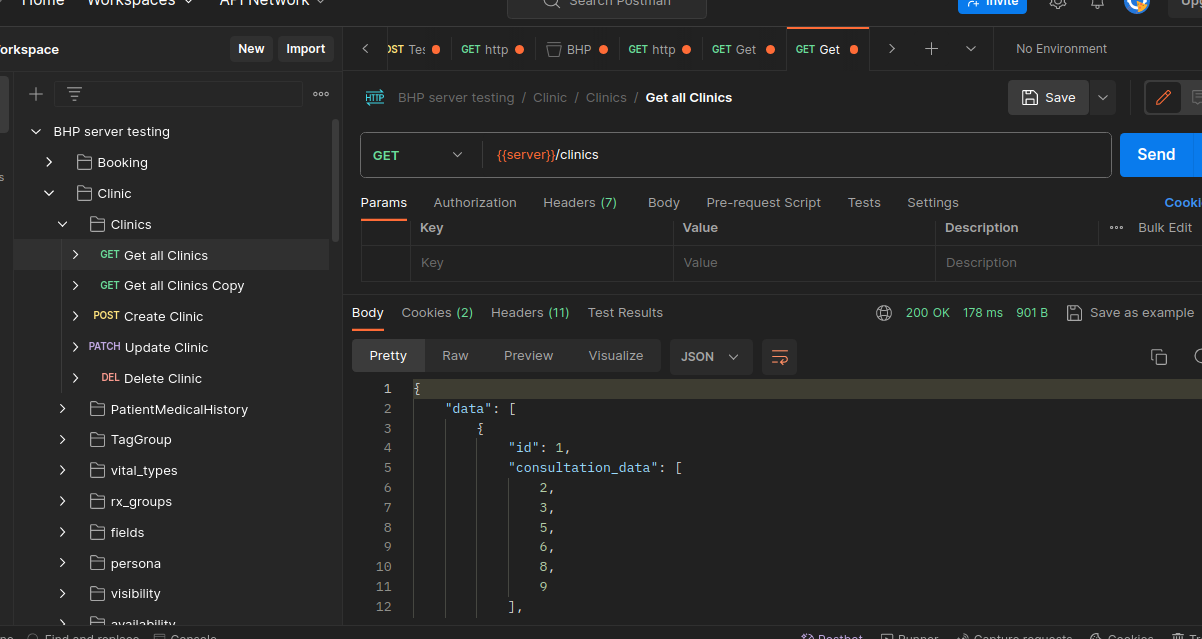 Home Workspaces API Network Search Postman Invite
Workspace New Import
Tes GET http BHP GET http GET Get GET Get No Environment
BHP server testing / Clinic / Clinics / Get all Clinics Save
BHP server testing
Booking
Clinic
Clinics
GET Get all Clinics
GET Get all Clinics Copy
POST Create Clinic
PATCH Update Clinic
DEL Delete Clinic
PatientMedicalHistory
TagGroup
vital_types
rx_groups
fields
persona
visibility
availability
GET {{server}}/clinics Send
Params Authorization Headers (7) Body Pre-request Script Tests Settings
Key Value Description Bulk Edit
Key Value Description
Body Cookies (2) Headers (11) Test Results 200 OK 178 ms 901 B Save as example
Pretty Raw Preview Visualize JSON
1 {
2 "data": [
3 {
4 "id": 1,
5 "consultation_data": [
6 2,
7 3,
8 5,
9 6,
10 8,
11 9
12 ],
Find and replace Console Postbot Runner Capture requests Cookies